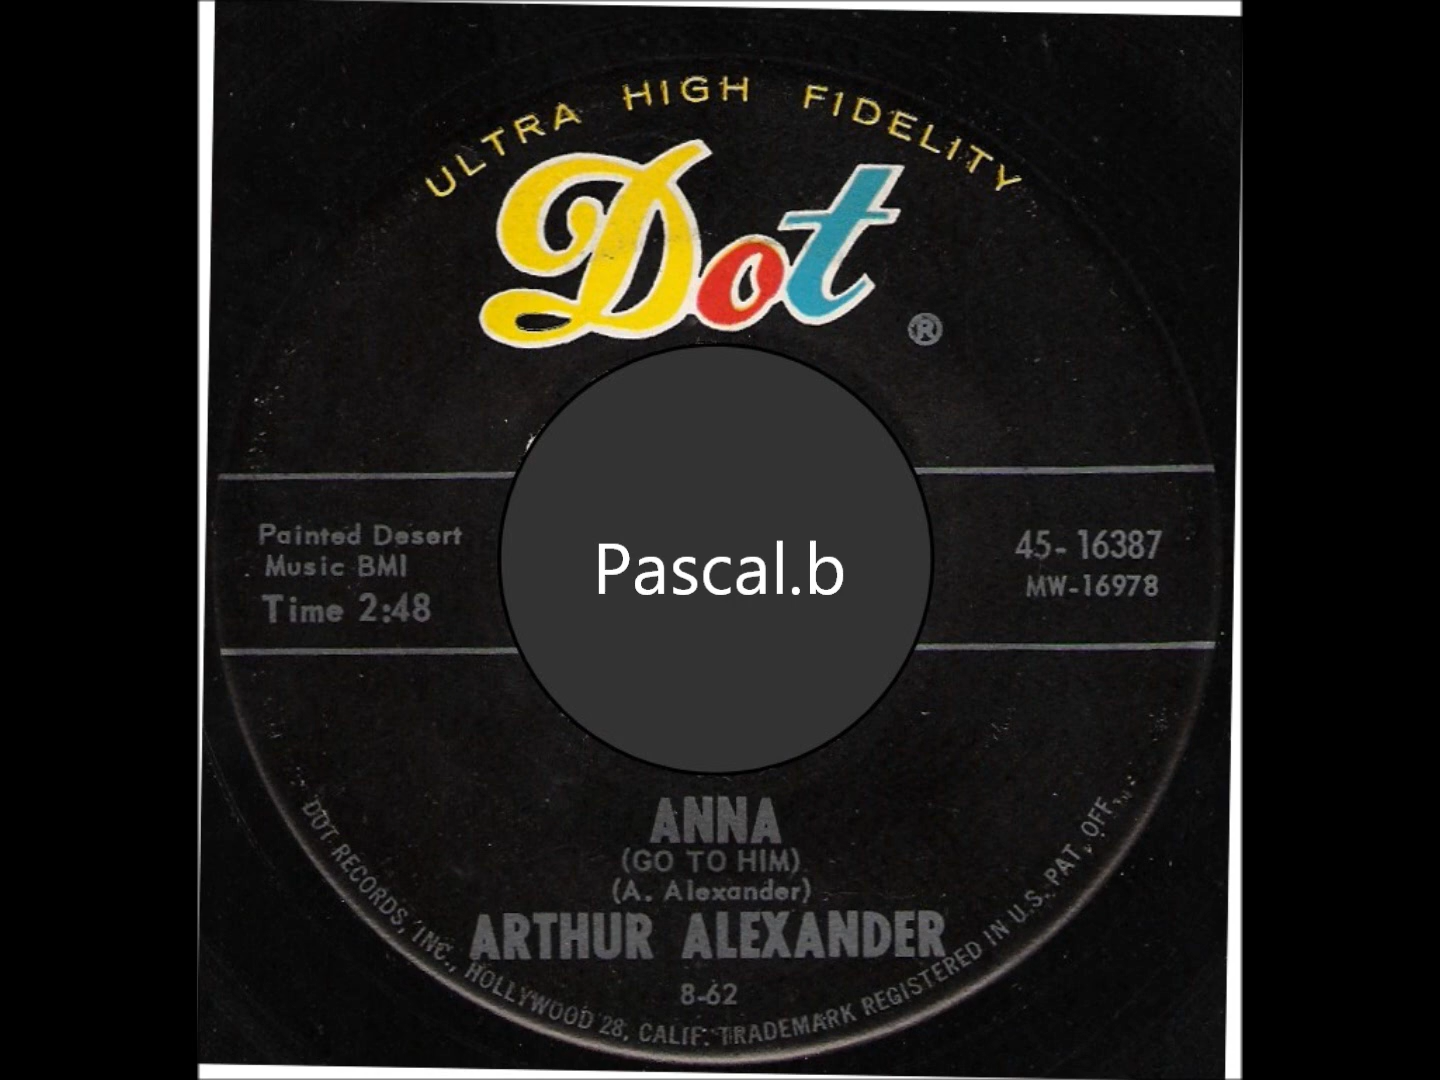 ULTRA HIGH FIDELITY
Dot
®
Painted Desert
Music BMI
Time 2:48
Pascal.b
45-16387
MW-16978
ANNA
(GO TO HIM)
(A. Alexander)
ARTHUR ALEXANDER
8-62
DOT RECORDS, INC., HOLLYWOOD 28, CALIF. TRADEMARK REGISTERED IN U.S. PAT. OFF.